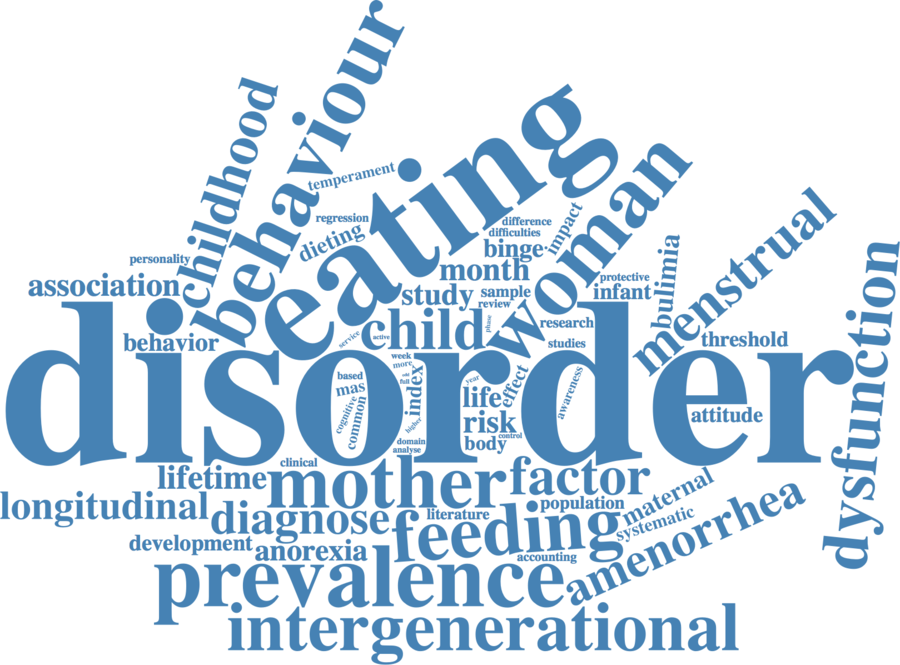 behaviour
childhood
eating
temperament
woman
regression
dieting
difference
difficulties
impact
binge
menstrual
personality
association
month
study
sample
review
protective
infant
bulimia
dysfunction
behavior
child
service
active
phase
research
studies
threshold
disorder
week
more
based
mas
cognitive
common
full
index
higher
year
life
effect
risk
body
control
awareness
attitude
domain
analyse
clinical
lifetime
mother
factor
longitudinal
diagnose
literature
population
maternal
systematic
feeding
development
anorexia
accounting
amenorrhea
prevalence
intergenerational